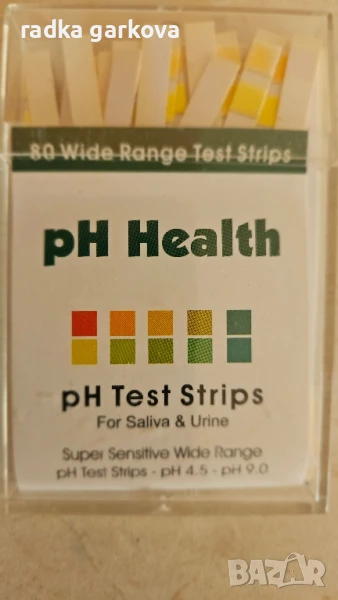 radka garkova
80 Wide Range Test Strips
pH Health
pH Test Strips
For Saliva & Urine
Super Sensitive Wide Range
pH Test Strips - pH 4.5 - pH 9.0
BAZAR